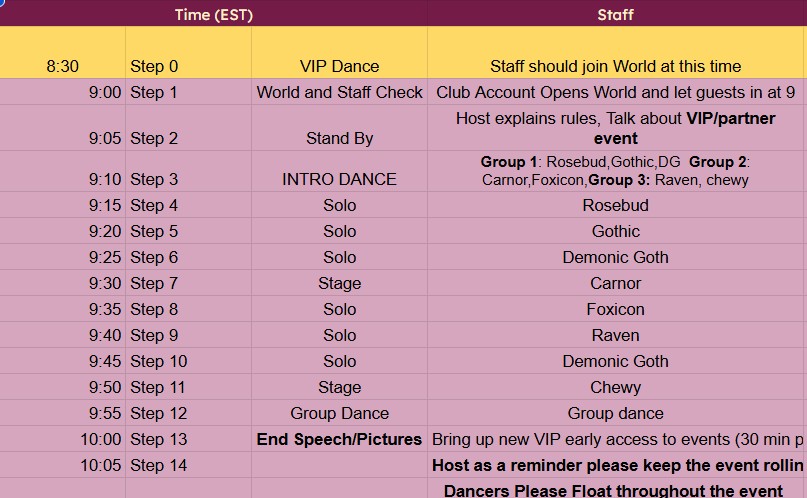 Time (EST) Staff
8:30 Step 0 VIP Dance Staff should join World at this time
9:00 Step 1 World and Staff Check Club Account Opens World and let guests in at 9
9:05 Step 2 Stand By Host explains rules, Talk about VIP/partner
event
9:10 Step 3 INTRO DANCE Group 1: Rosebud,Gothic,DG Group 2:
Carnor,Foxicon,Group 3: Raven, chewy
9:15 Step 4 Solo Rosebud
9:20 Step 5 Solo Gothic
9:25 Step 6 Solo Demonic Goth
9:30 Step 7 Stage Carnor
9:35 Step 8 Solo Foxicon
9:40 Step 9 Solo Raven
9:45 Step 10 Solo Demonic Goth
9:50 Step 11 Stage Chewy
9:55 Step 12 Group Dance Group dance
10:00 Step 13 End Speech/Pictures Bring up new VIP early access to events (30 min p
10:05 Step 14 Host as a reminder please keep the event rollin
Dancers Please Float throughout the event